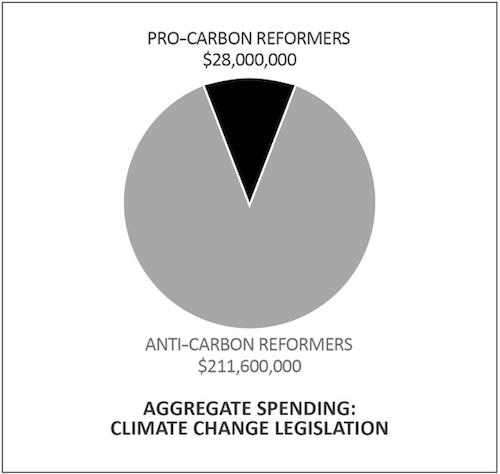 PRO-CARBON REFORMERS
$28,000,000
ANTI-CARBON REFORMERS
$211,600,000
AGGREGATE SPENDING:
CLIMATE CHANGE LEGISLATION